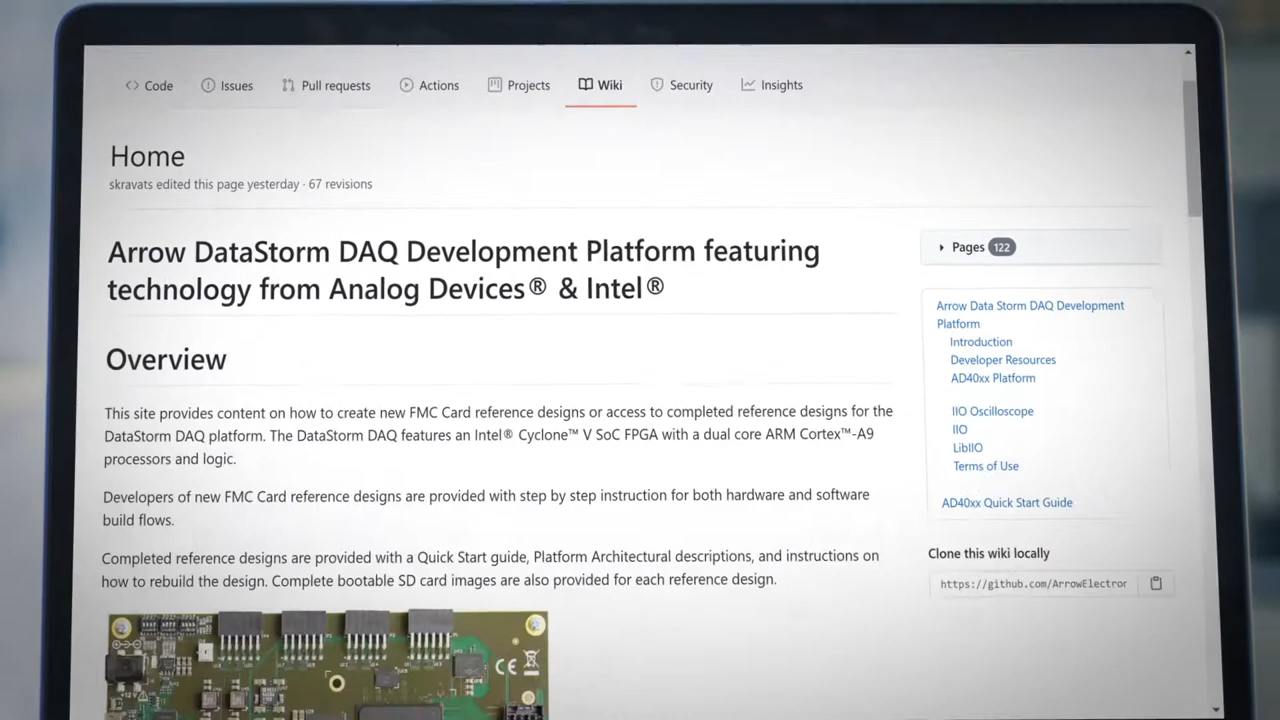 Code Issues Pull requests Actions Projects Wiki Security Insights
Home
skravats edited this page yesterday · 67 revisions
Arrow DataStorm DAQ Development Platform featuring
technology from Analog Devices® & Intel®
Overview
This site provides content on how to create new FMC Card reference designs or access to completed reference designs for the
DataStorm DAQ platform. The DataStorm DAQ features an Intel® Cyclone™ V SoC FPGA with a dual core ARM Cortex™-A9
processors and logic.
Developers of new FMC Card reference designs are provided with step by step instruction for both hardware and software
build flows.
Completed reference designs are provided with a Quick Start guide, Platform Architectural descriptions, and instructions on
how to rebuild the design. Complete bootable SD card images are also provided for each reference design.
CE
+12V
Pages 122
Arrow Data Storm DAQ Development
Platform
Introduction
Developer Resources
AD40xx Platform
IIO Oscilloscope
IIO
LibIIO
Terms of Use
AD40xx Quick Start Guide
Clone this wiki locally
https://github.com/ArrowElectror